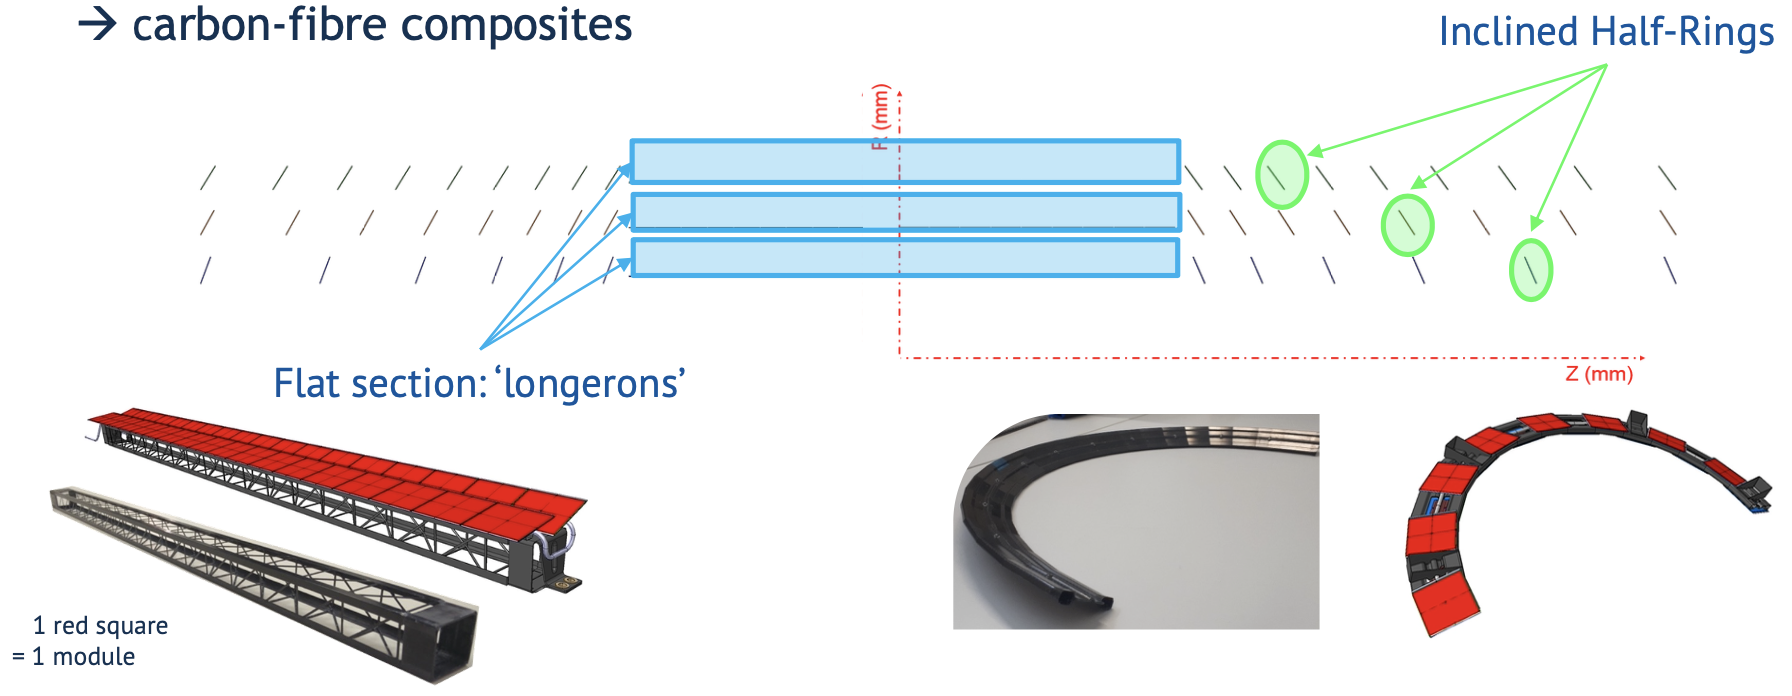 → carbon-fibre composites
Inclined Half-Rings
R (mm)
Z (mm)
Flat section: ‘longerons’
1 red square
= 1 module